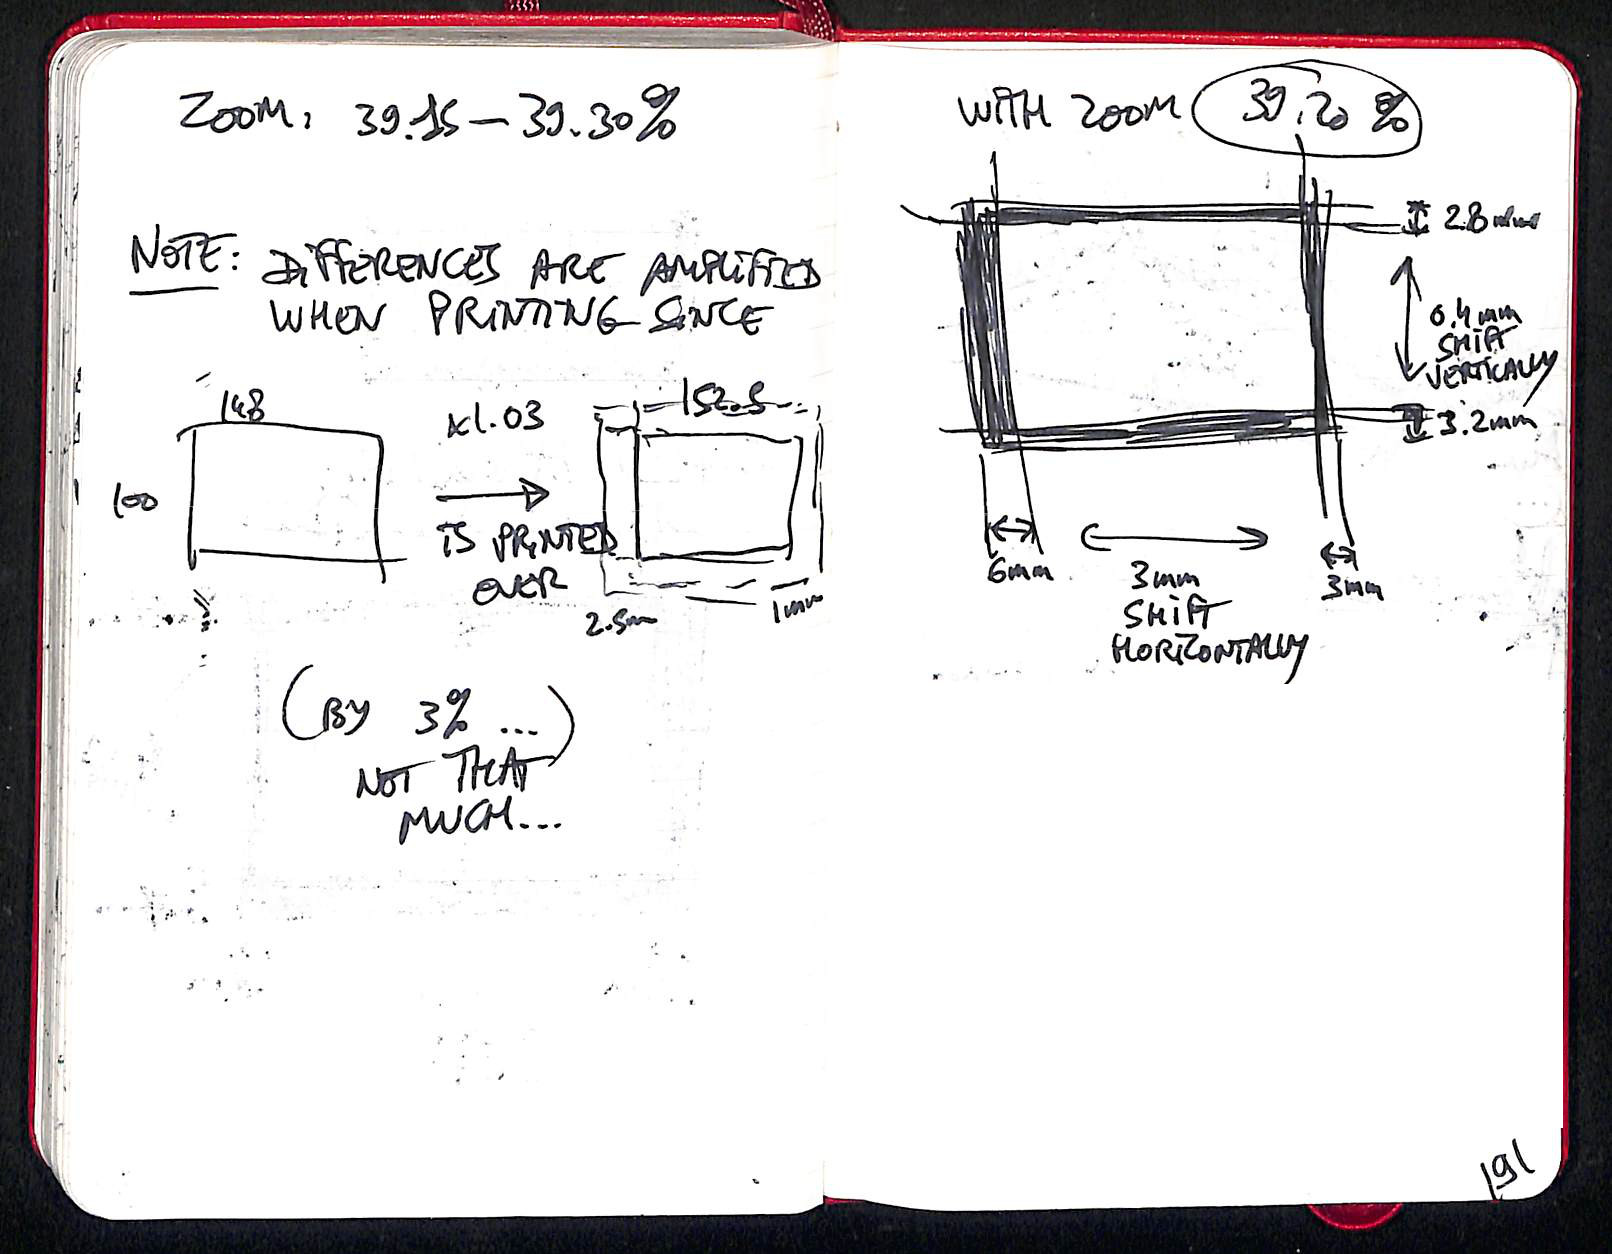 ZOOM: 39.15 — 39.30%
NOTE: DIFFERENCES ARE AMPLIFIED
WHEN PRINTING SINCE
148
x1.03
152.5
100
IS PRINTED
OVER
2.5mm
1mm
(BY 3% ...)
NOT THAT
MUCH...
WITH ZOOM 39.20 %
2.8mm
0.4mm
SHIFT
VERTICALLY
3.2mm
6mm
3mm
SHIFT
HORIZONTALLY
3mm
191